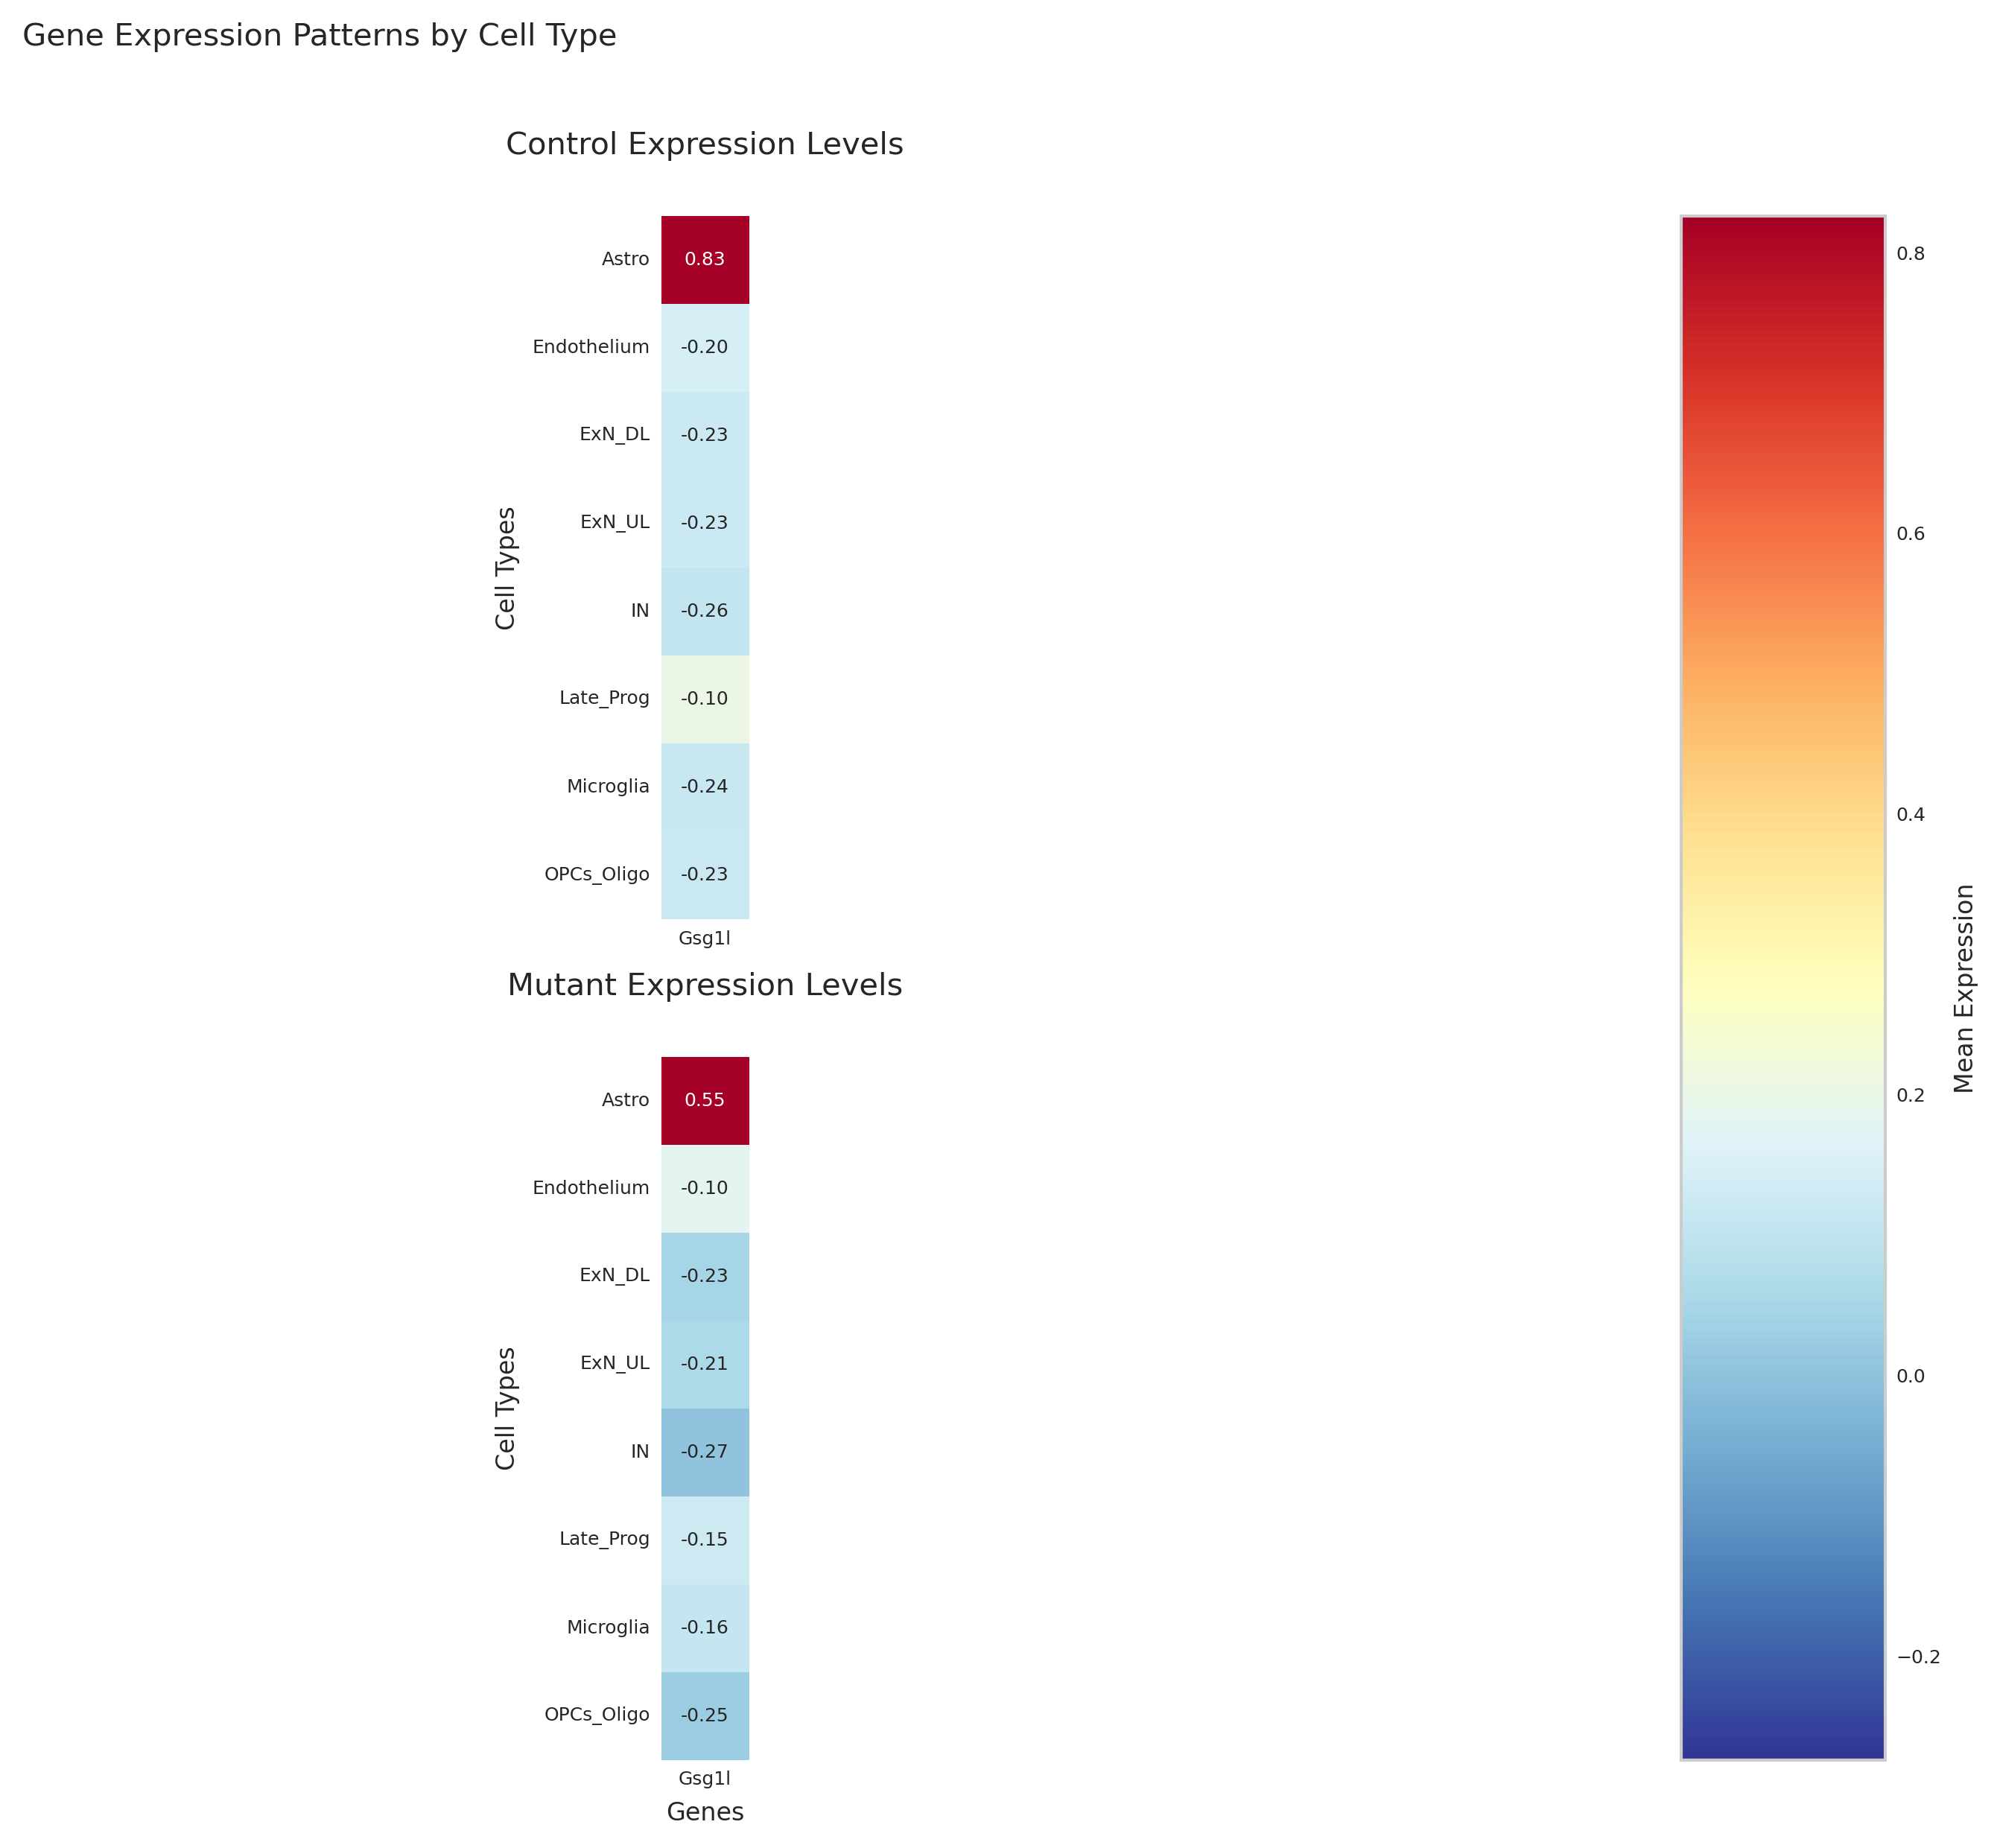 Gene Expression Patterns by Cell Type
Control Expression Levels
Cell Types
Astro 0.83
Endothelium -0.20
ExN_DL -0.23
ExN_UL -0.23
IN -0.26
Late_Prog -0.10
Microglia -0.24
OPCs_Oligo -0.23
Gsg1l
Mutant Expression Levels
Cell Types
Astro 0.55
Endothelium -0.10
ExN_DL -0.23
ExN_UL -0.21
IN -0.27
Late_Prog -0.15
Microglia -0.16
OPCs_Oligo -0.25
Gsg1l
Genes
0.8
0.6
0.4
0.2
0.0
−0.2
Mean Expression